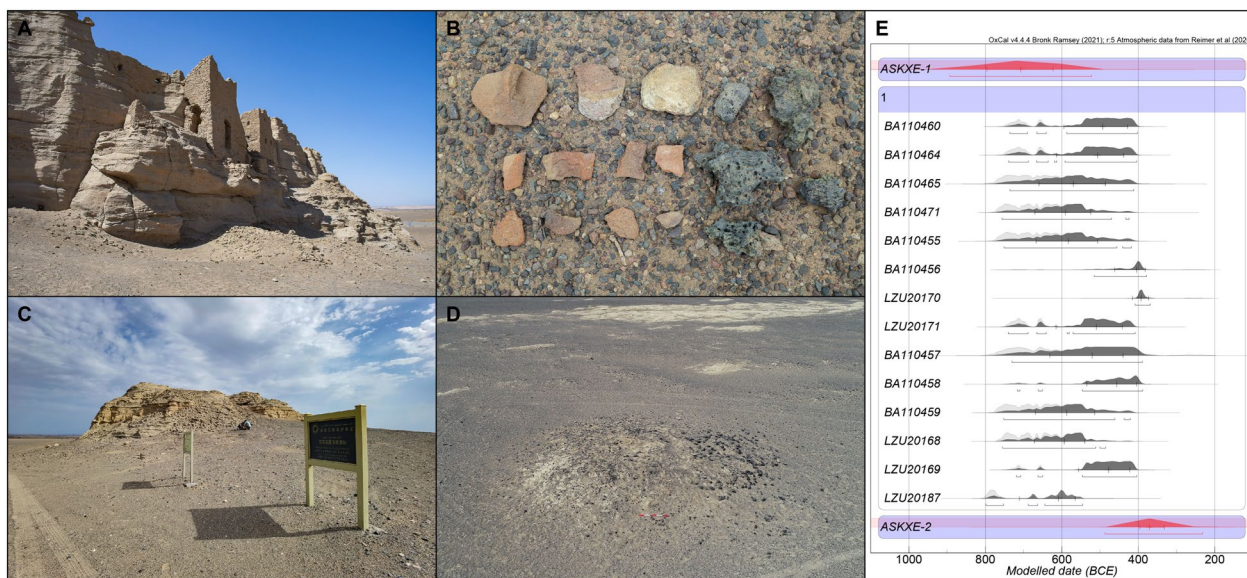 A
B
C
D
E
OxCal v4.4.4 Bronk Ramsey (2021); r:5 Atmospheric data from Reimer et al (202
ASKXE-1
1
BA110460
BA110464
BA110465
BA110471
BA110455
BA110456
LZU20170
LZU20171
BA110457
BA110458
BA110459
LZU20168
LZU20169
LZU20187
ASKXE-2
1000 800 600 400 200
Modelled date (BCE)